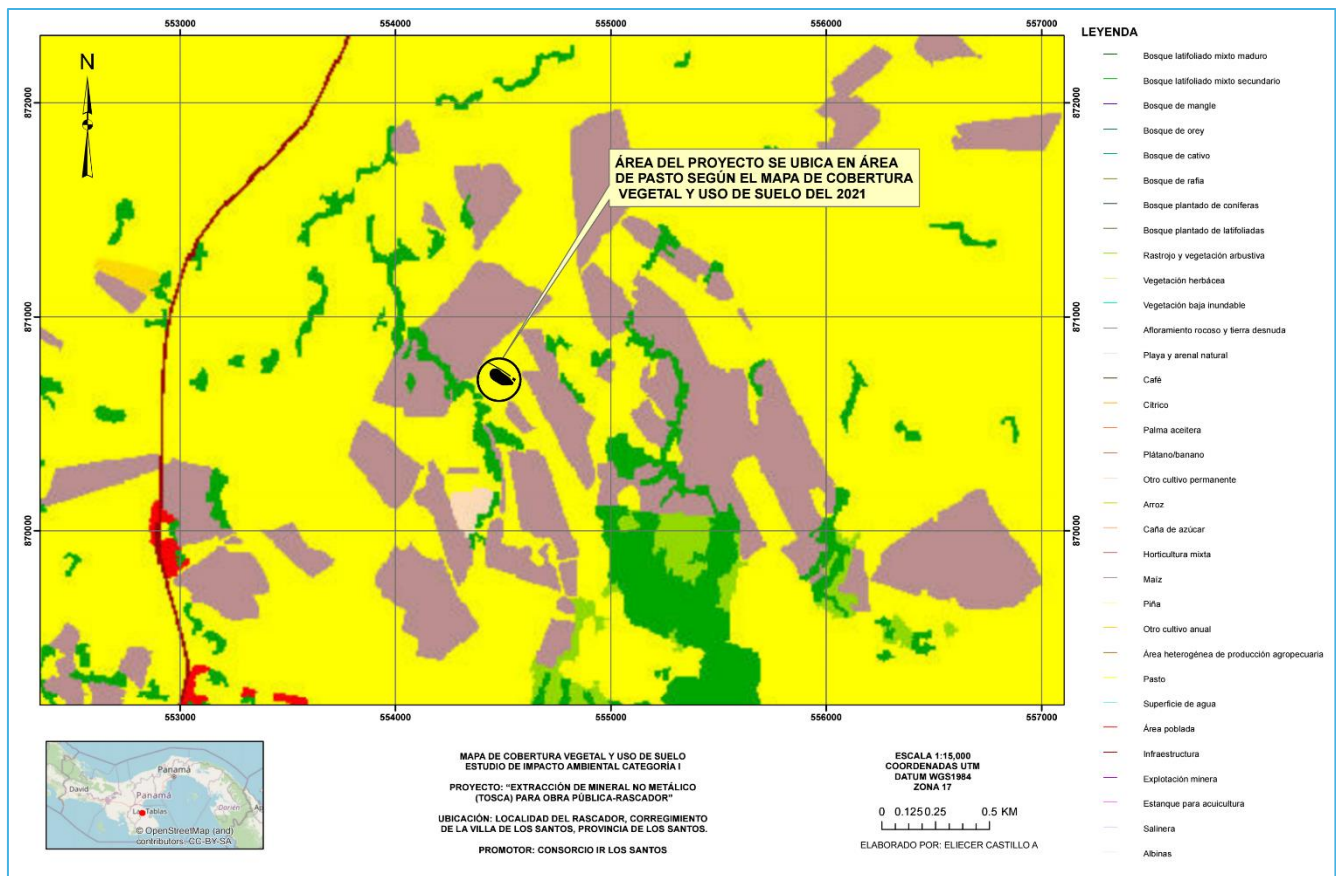 553000 554000 555000 556000 557000
LEYENDA
N
872000
872000
871000
871000
870000
870000
ÁREA DEL PROYECTO SE UBICA EN ÁREA
DE PASTO SEGÚN EL MAPA DE COBERTURA
VEGETAL Y USO DE SUELO DEL 2021
553000 554000 555000 556000 557000
Bosque latifoliado mixto maduro
Bosque latifoliado mixto secundario
Bosque de mangle
Bosque de orey
Bosque de cativo
Bosque de rafia
Bosque plantado de coníferas
Bosque plantado de latifoliadas
Rastrojo y vegetación arbustiva
Vegetación herbácea
Vegetación baja inundable
Afloramiento rocoso y tierra desnuda
Playa y arenal natural
Café
Cítrico
Palma aceitera
Plátano/banano
Otro cultivo permanente
Arroz
Caña de azúcar
Horticultura mixta
Maíz
Piña
Otro cultivo anual
Área heterogénea de producción agropecuaria
Pasto
Superficie de agua
Área poblada
Infraestructura
Explotación minera
Estanque para acuicultura
Salinera
Albinas
Panamá
David
Panamá
Las Tablas
Darién
© OpenStreetMap (and)
contributors, CC-BY-SA
MAPA DE COBERTURA VEGETAL Y USO DE SUELO
ESTUDIO DE IMPACTO AMBIENTAL CATEGORÍA I
PROYECTO: “EXTRACCIÓN DE MINERAL NO METÁLICO
(TOSCA) PARA OBRA PÚBLICA-RASCADOR”
UBICACIÓN: LOCALIDAD DEL RASCADOR, CORREGIMIENTO
DE LA VILLA DE LOS SANTOS, PROVINCIA DE LOS SANTOS.
PROMOTOR: CONSORCIO IR LOS SANTOS
ESCALA 1:15,000
COORDENADAS UTM
DATUM WGS1984
ZONA 17
0 0.125 0.25 0.5 KM
ELABORADO POR: ELIECER CASTILLO A